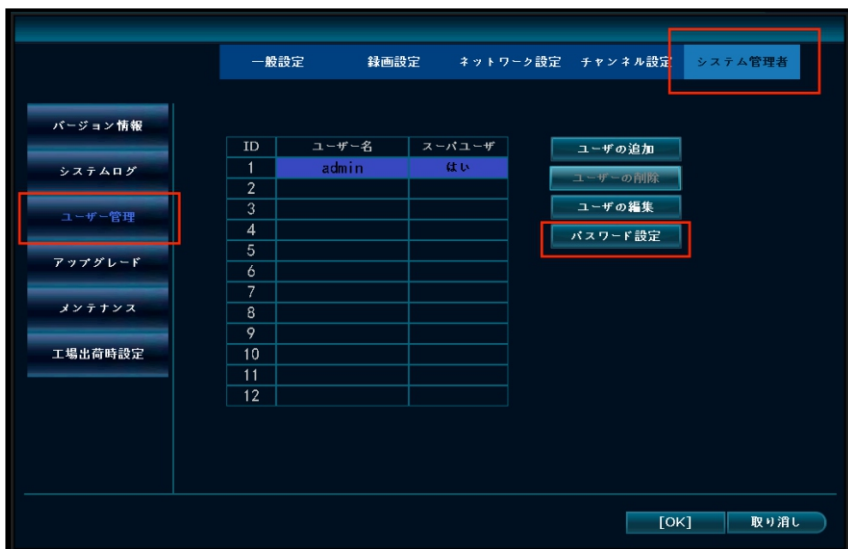 一般設定 録画設定 ネットワーク設定 チャンネル設定 システム管理者
バージョン情報
システムログ
ユーザー管理
アップグレード
メンテナンス
工場出荷時設定
ID ユーザー名 スーパユーザ
1 admin はい
2
3
4
5
6
7
8
9
10
11
12
ユーザの追加
ユーザーの削除
ユーザの編集
パスワード設定
[OK] 取り消し